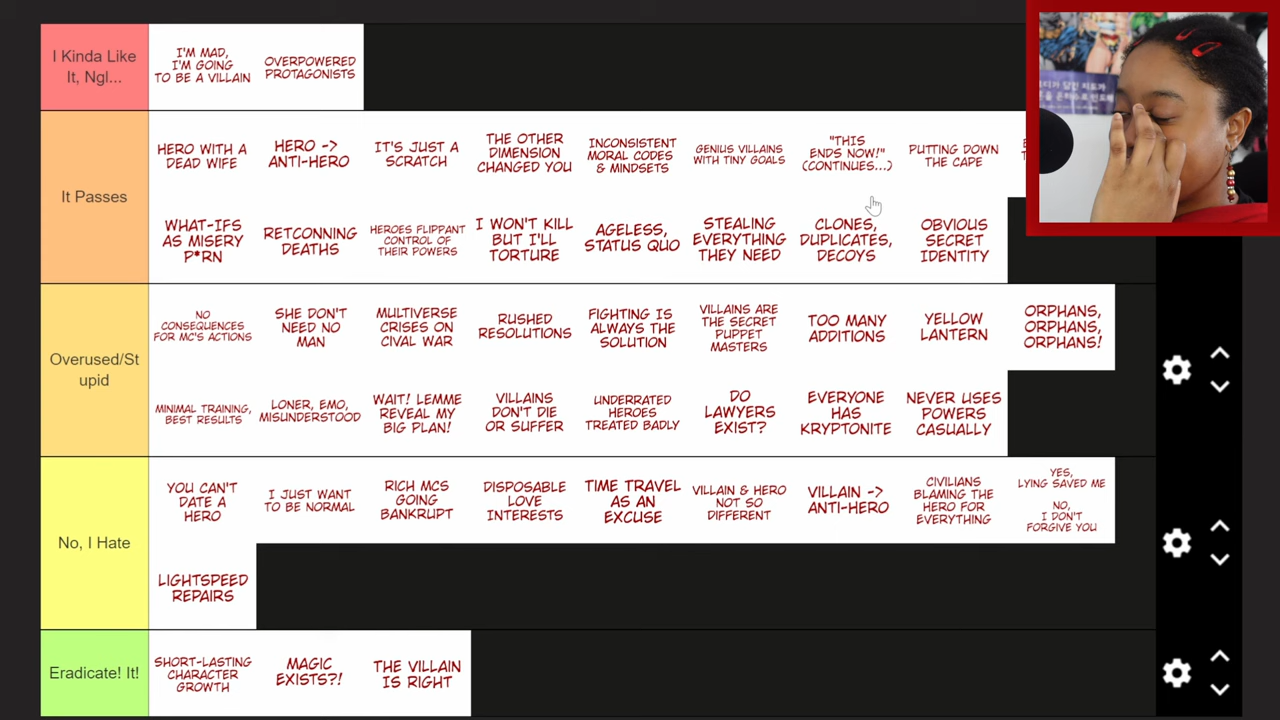 I Kinda Like
It, Ngl...
I'M MAD,
I'M GOING
TO BE A VILLAIN
OVERPOWERED
PROTAGONISTS
It Passes
HERO WITH A
DEAD WIFE
HERO ->
ANTI-HERO
IT'S JUST A
SCRATCH
THE OTHER
DIMENSION
CHANGED YOU
INCONSISTENT
MORAL CODES
& MINDSETS
GENIUS VILLAINS
WITH TINY GOALS
"THIS
ENDS NOW!"
(CONTINUES...)
PUTTING DOWN
THE CAPE
WHAT-IFS
AS MISERY
P*RN
RETCONNING
DEATHS
HEROES FLIPPANT
CONTROL OF
THEIR POWERS
I WON'T KILL
BUT I'LL
TORTURE
AGELESS,
STATUS QUO
STEALING
EVERYTHING
THEY NEED
CLONES,
DUPLICATES,
DECOYS
OBVIOUS
SECRET
IDENTITY
Overused/St
upid
NO
CONSEQUENCES
FOR MC'S ACTIONS
SHE DON'T
NEED NO
MAN
MULTIVERSE
CRISES ON
CIVAL WAR
RUSHED
RESOLUTIONS
FIGHTING IS
ALWAYS THE
SOLUTION
VILLAINS ARE
THE SECRET
PUPPET
MASTERS
TOO MANY
ADDITIONS
YELLOW
LANTERN
ORPHANS,
ORPHANS,
ORPHANS!
MINIMAL TRAINING,
BEST RESULTS
LONER, EMO,
MISUNDERSTOOD
WAIT! LEMME
REVEAL MY
BIG PLAN!
VILLAINS
DON'T DIE
OR SUFFER
UNDERRATED
HEROES
TREATED BADLY
DO
LAWYERS
EXIST?
EVERYONE
HAS
KRYPTONITE
NEVER USES
POWERS
CASUALLY
No, I Hate
YOU CAN'T
DATE A
HERO
I JUST WANT
TO BE NORMAL
RICH MCS
GOING
BANKRUPT
DISPOSABLE
LOVE
INTERESTS
TIME TRAVEL
AS AN
EXCUSE
VILLAIN & HERO
NOT SO
DIFFERENT
VILLAIN ->
ANTI-HERO
CIVILIANS
BLAMING THE
HERO FOR
EVERYTHING
YES,
LYING SAVED ME
NO,
I DON'T
FORGIVE YOU
LIGHTSPEED
REPAIRS
Eradicate! It!
SHORT-LASTING
CHARACTER
GROWTH
MAGIC
EXISTS?!
THE VILLAIN
IS RIGHT